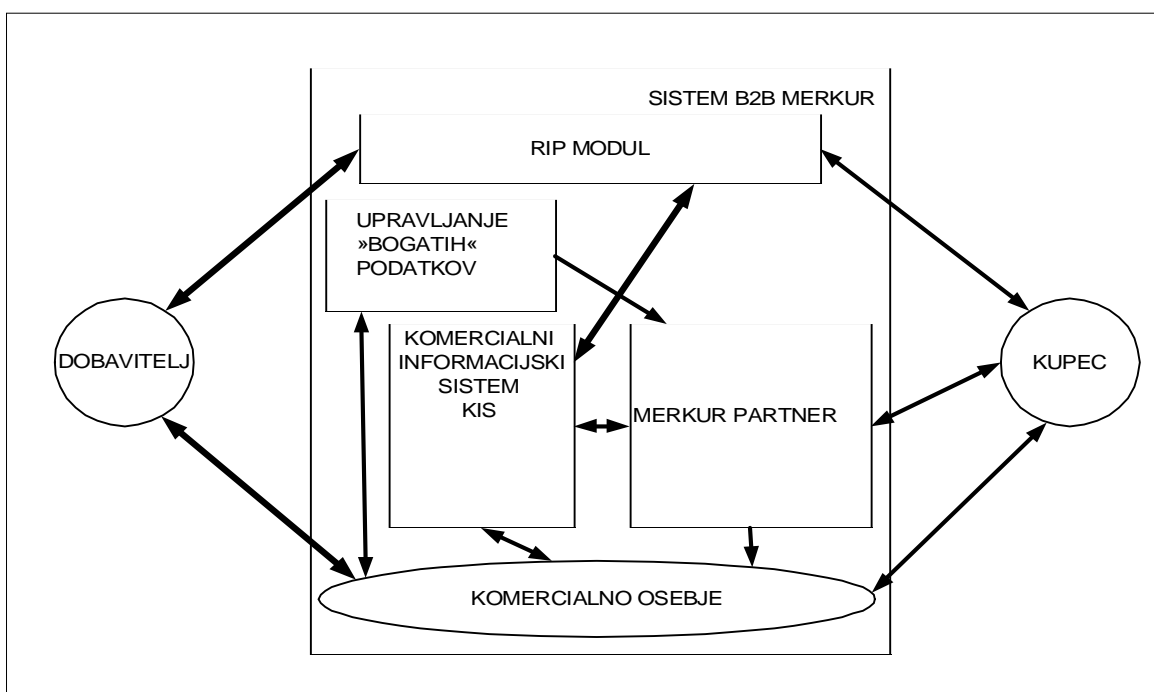 SISTEM B2B MERKUR
RIP MODUL
UPRAVLJANJE
»BOGATIH«
PODATKOV
DOBAVITELJ
KOMERCIALNI
INFORMACIJSKI
SISTEM
KIS
MERKUR PARTNER
KUPEC
KOMERCIALNO OSEBJE